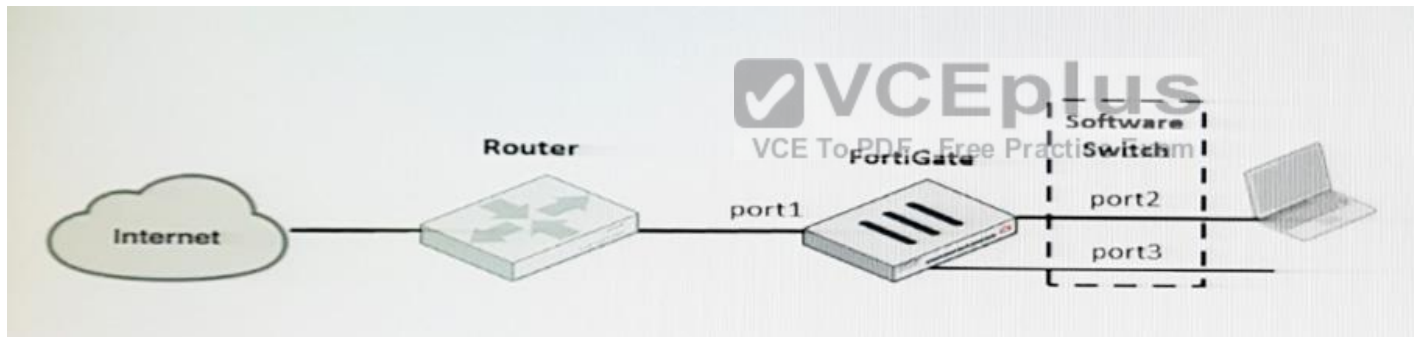 VCEplus
VCE To PDF - Free Practice Exam
Software
Switch
Router
FortiGate
port1
port2
Internet
port3